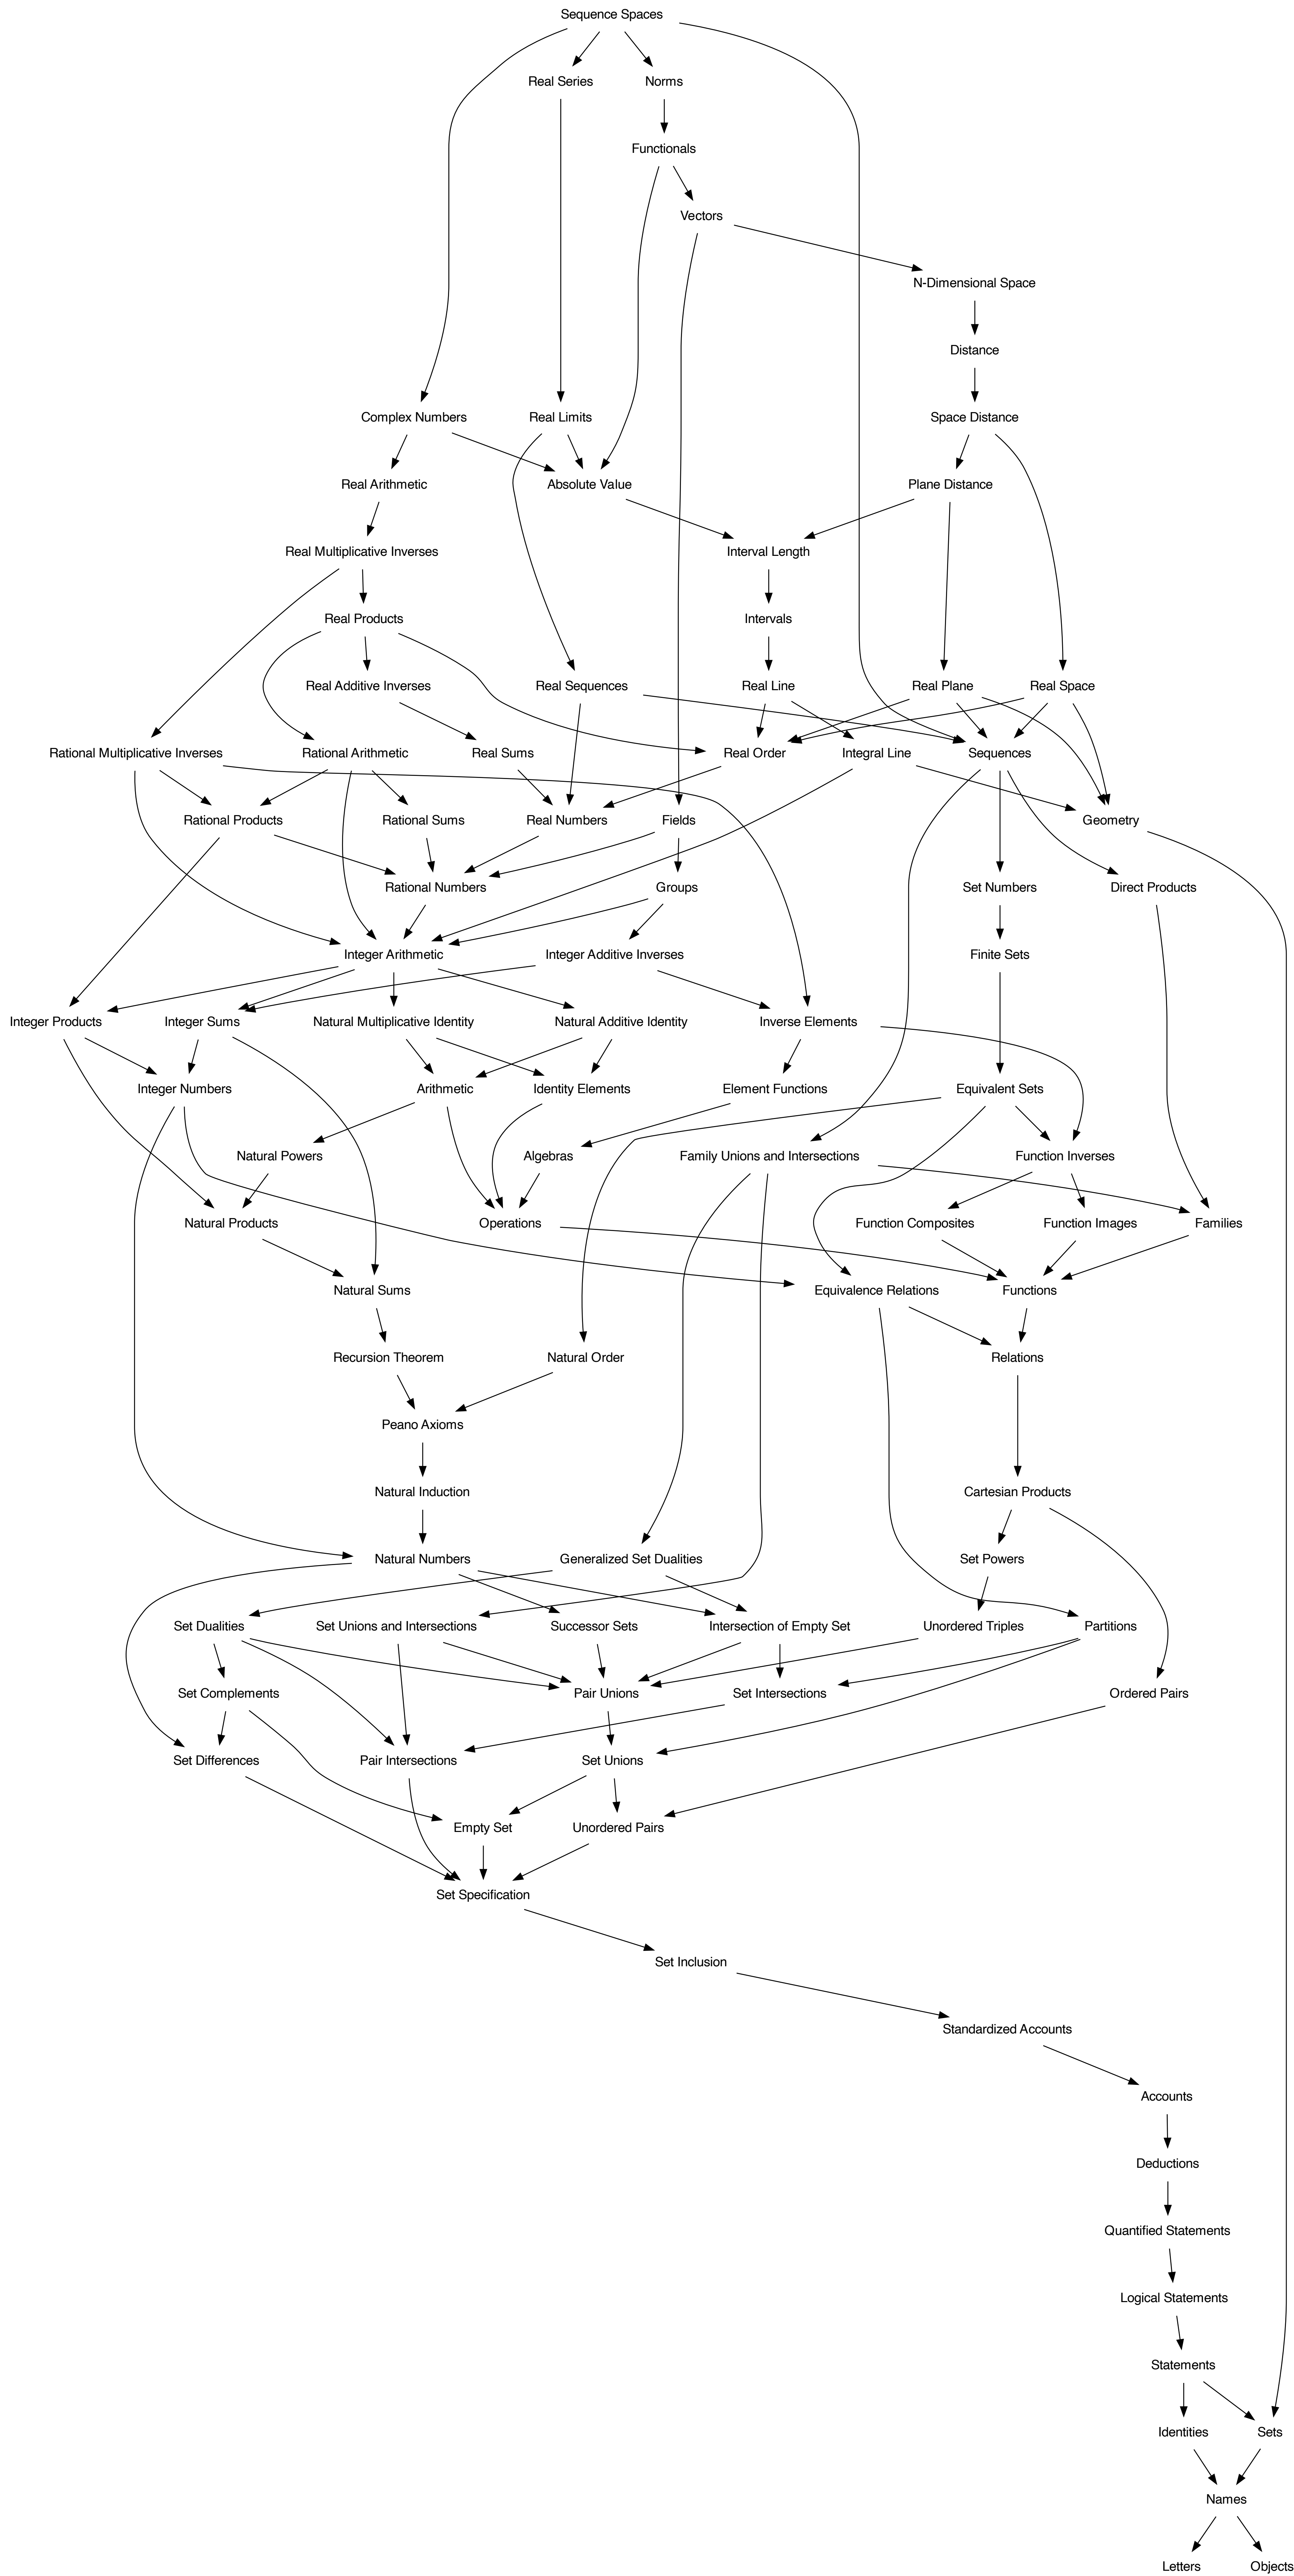 Sequence Spaces
Real Series
Norms
Functionals
Vectors
N-Dimensional Space
Distance
Complex Numbers
Real Limits
Space Distance
Real Arithmetic
Absolute Value
Plane Distance
Real Multiplicative Inverses
Interval Length
Real Products
Intervals
Real Additive Inverses
Real Sequences
Real Line
Real Plane
Real Space
Rational Multiplicative Inverses
Rational Arithmetic
Real Sums
Real Order
Integral Line
Sequences
Rational Products
Rational Sums
Real Numbers
Fields
Geometry
Rational Numbers
Groups
Set Numbers
Direct Products
Integer Arithmetic
Integer Additive Inverses
Finite Sets
Integer Products
Integer Sums
Natural Multiplicative Identity
Natural Additive Identity
Inverse Elements
Integer Numbers
Arithmetic
Identity Elements
Element Functions
Equivalent Sets
Natural Powers
Algebras
Family Unions and Intersections
Function Inverses
Natural Products
Operations
Function Composites
Function Images
Families
Natural Sums
Equivalence Relations
Functions
Recursion Theorem
Natural Order
Relations
Peano Axioms
Natural Induction
Cartesian Products
Natural Numbers
Generalized Set Dualities
Set Powers
Set Dualities
Set Unions and Intersections
Successor Sets
Intersection of Empty Set
Unordered Triples
Partitions
Set Complements
Pair Unions
Set Intersections
Ordered Pairs
Set Differences
Pair Intersections
Set Unions
Empty Set
Unordered Pairs
Set Specification
Set Inclusion
Standardized Accounts
Accounts
Deductions
Quantified Statements
Logical Statements
Statements
Identities
Sets
Names
Letters
Objects